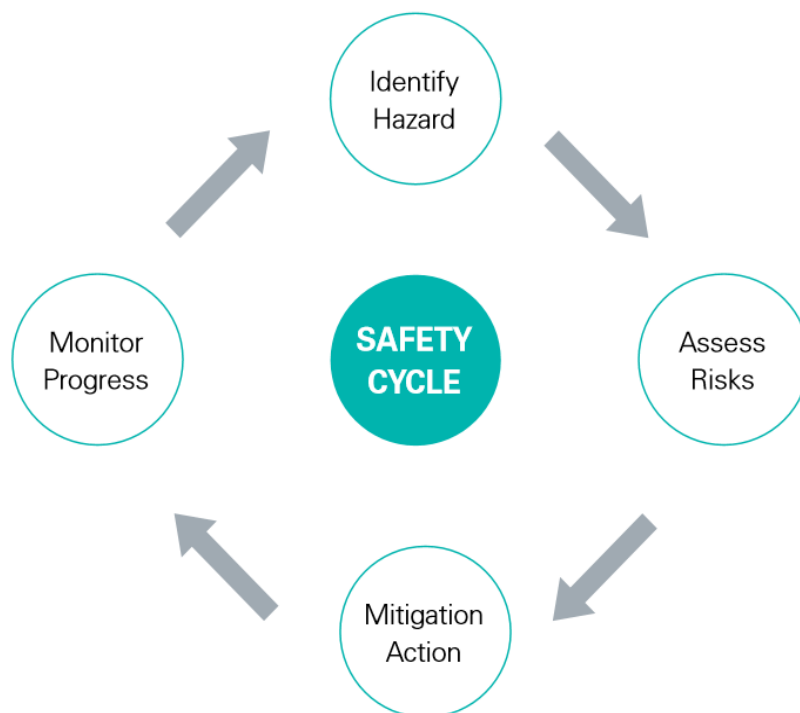 Identify
Hazard
Monitor
Progress
SAFETY
CYCLE
Assess
Risks
Mitigation
Action